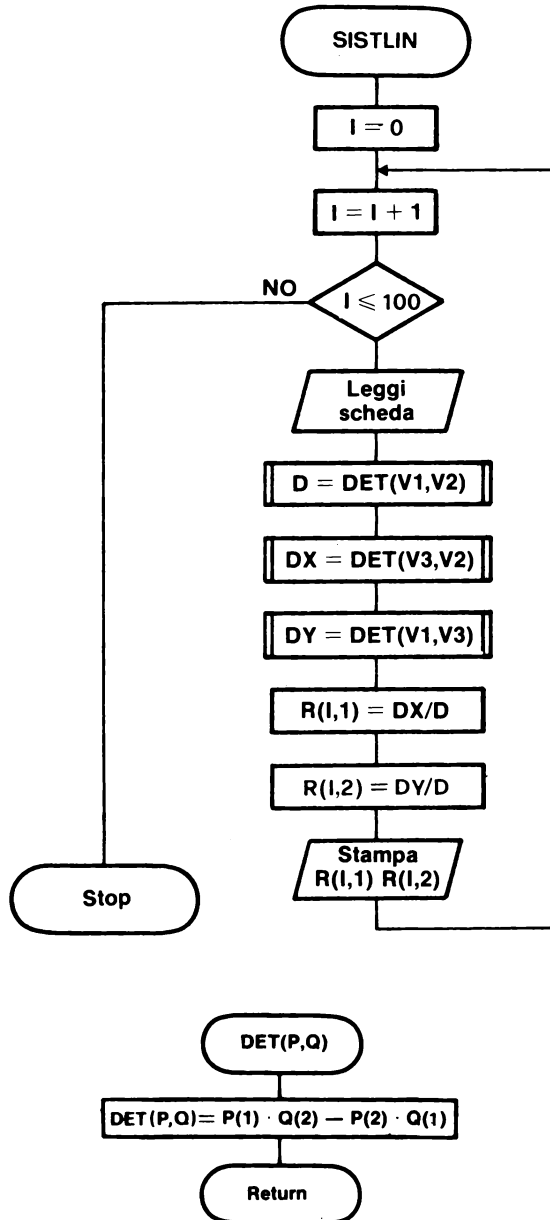 SISTLIN
I = 0
I = I + 1
NO
I ≤ 100
Leggi
scheda
D = DET(V1,V2)
DX = DET(V3,V2)
DY = DET(V1,V3)
R(I,1) = DX/D
R(I,2) = DY/D
Stampa
R(I,1) R(I,2)
Stop
DET(P,Q)
DET(P,Q)= P(1) · Q(2) — P(2) · Q(1)
Return